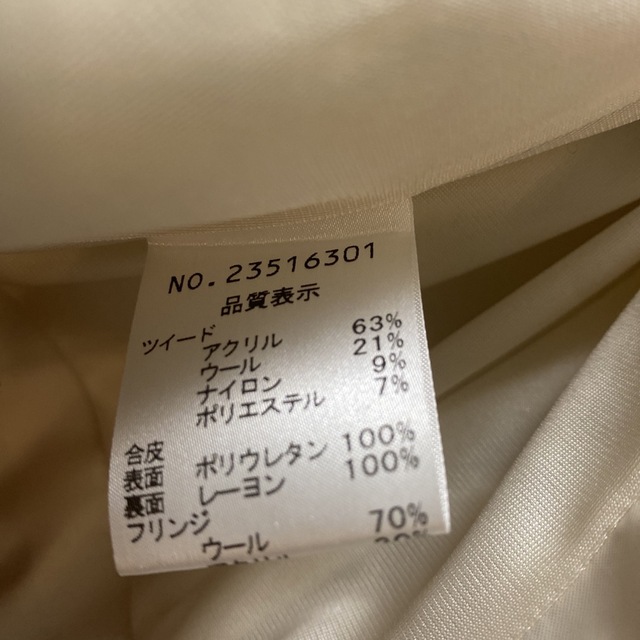 NO.23516301
品質表示
ツイード
アクリル 63%
ウール 21%
ナイロン 9%
ポリエステル 7%
合皮
表面 ポリウレタン 100%
裏面 レーヨン 100%
フリンジ
ウール 70%